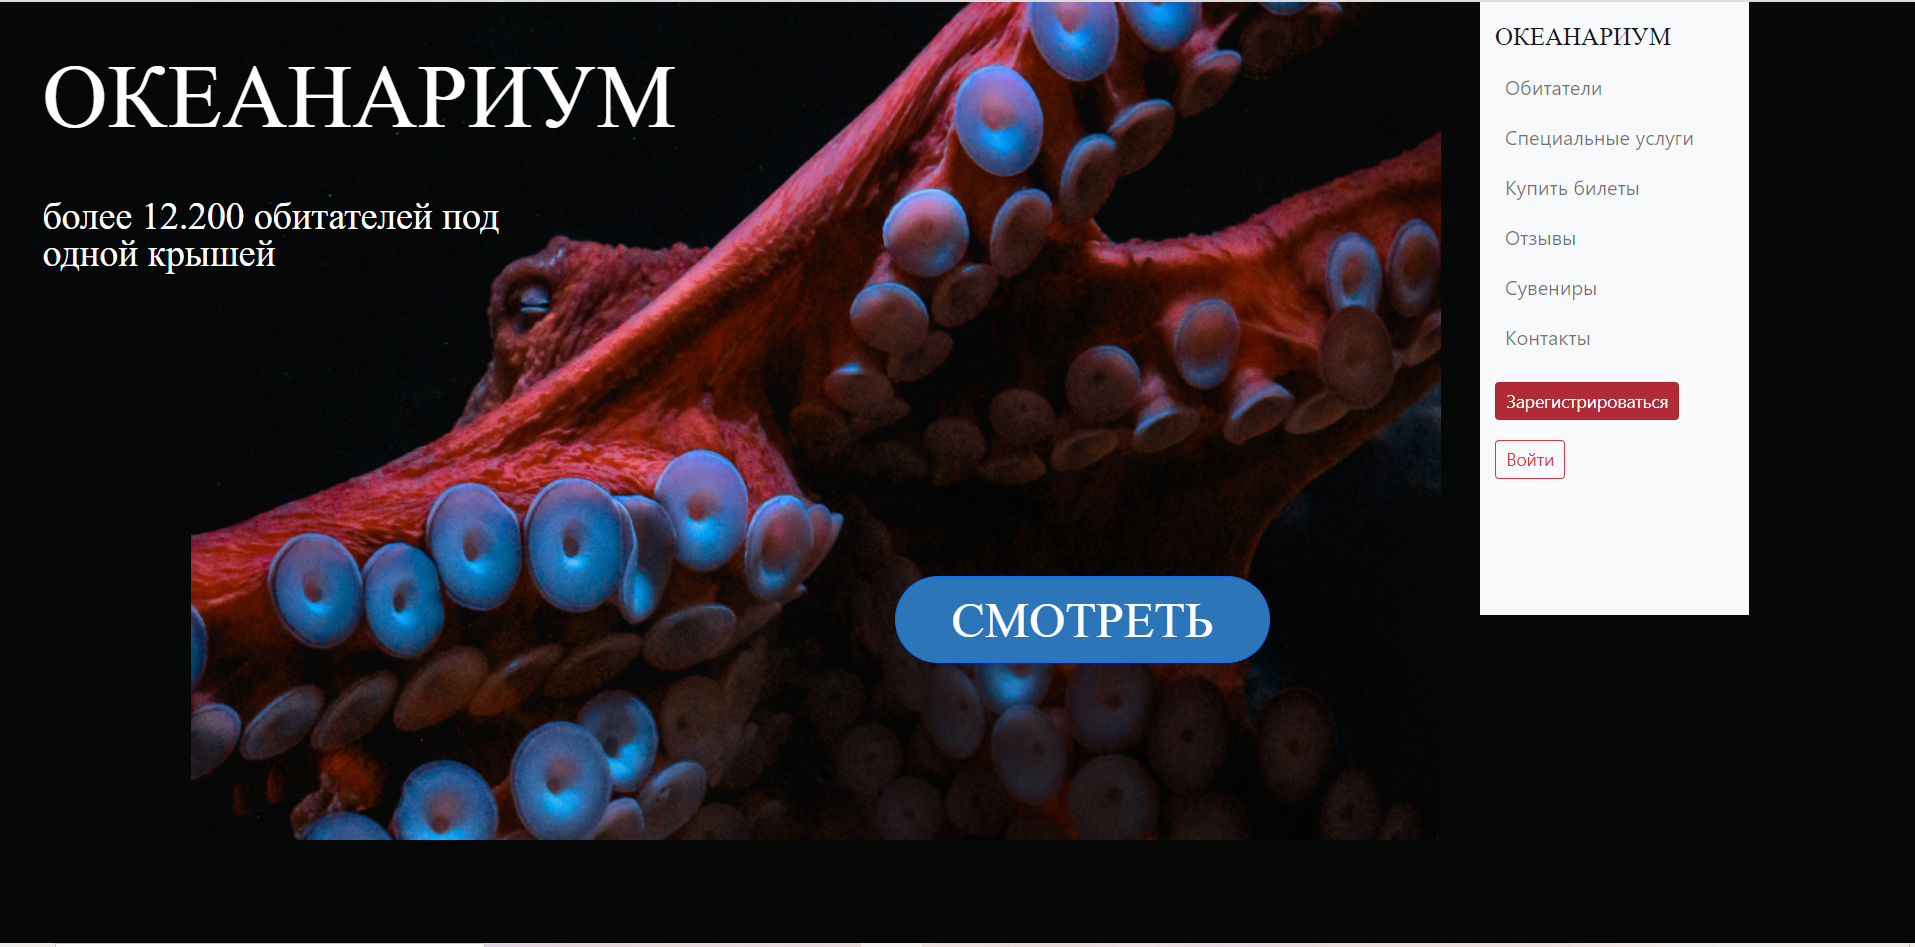 ОКЕАНАРИУМ
более 12.200 обитателей под
одной крышей
СМОТРЕТЬ
ОКЕАНАРИУМ
Обитатели
Специальные услуги
Купить билеты
Отзывы
Сувениры
Контакты
Зарегистрироваться
Войти